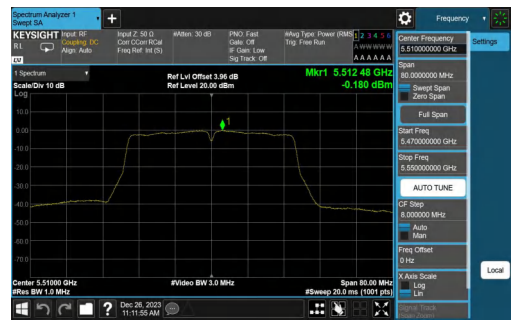 Spectrum Analyzer 1
Swept SA
+
Frequency
KEYSIGHT
RL
LV
Input: RF
Coupling: DC
Align: Auto
Input Z: 50 Ω
Corr CCorr RCal
Freq Ref: Int (S)
#Atten: 30 dB
PNO: Fast
Gate: Off
IF Gain: Low
Sig Track: Off
#Avg Type: Power (RMS
Trig: Free Run
1 2 3 4 5 6
A W W W W W
A A A A A A
1 Spectrum
Scale/Div 10 dB
Log
Ref Lvl Offset 3.96 dB
Ref Level 20.00 dBm
Mkr1 5.512 48 GHz
-0.180 dBm
1
10.0
0.00
-10.0
-20.0
-30.0
-40.0
-50.0
-60.0
-70.0
Center 5.51000 GHz
#Res BW 1.0 MHz
#Video BW 3.0 MHz
Span 80.00 MHz
#Sweep 20.0 ms (1001 pts)
Center Frequency
5.510000000 GHz
Span
80.0000000 MHz
Swept Span
Zero Span
Full Span
Start Freq
5.470000000 GHz
Stop Freq
5.550000000 GHz
AUTO TUNE
CF Step
8.000000 MHz
Auto
Man
Freq Offset
0 Hz
X Axis Scale
Log
Lin
Signal Track
Settings
Local
?
Dec 26, 2023
11:11:55 AM